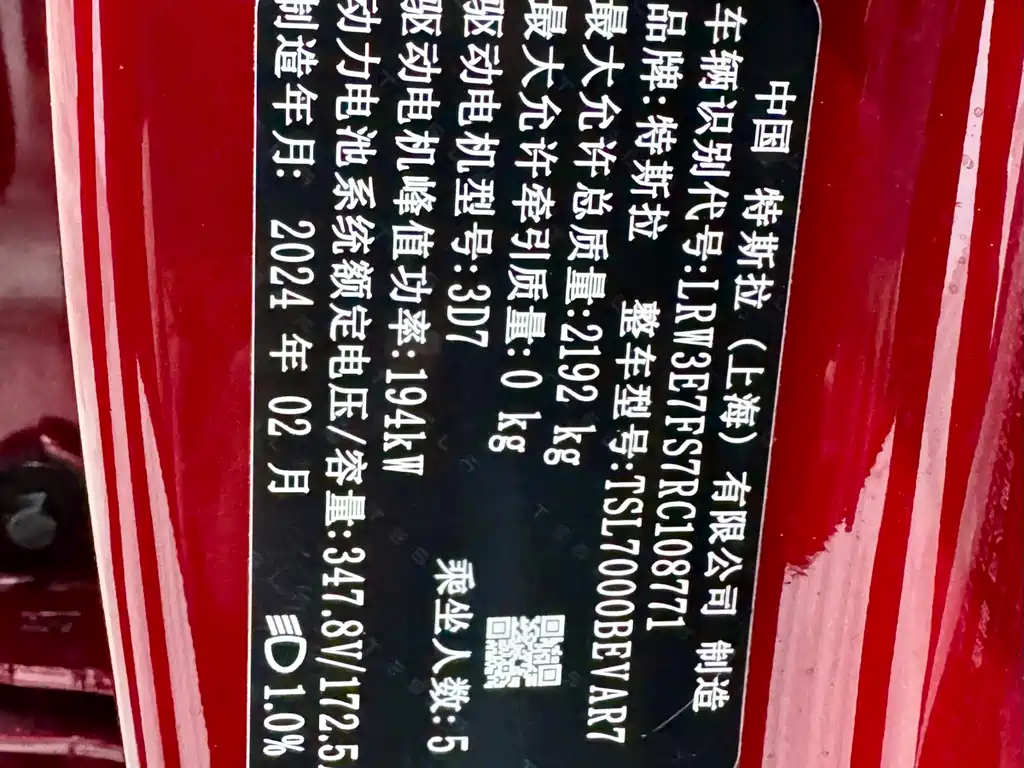 中国 特斯拉（上海）有限公司 制造
车辆识别代号:LRW3E7FS7RC108771
品牌:特斯拉 整车型号:TSL7000BEVAR7
最大允许总质量:2192 kg
最大允许牵引质量:0 kg
驱动电机型号:3D7 乘坐人数:5
驱动电机峰值功率:194kW
动力电池系统额定电压/容量:347.8V/172.5
制造年月: 2024 年 02 月 1.0%